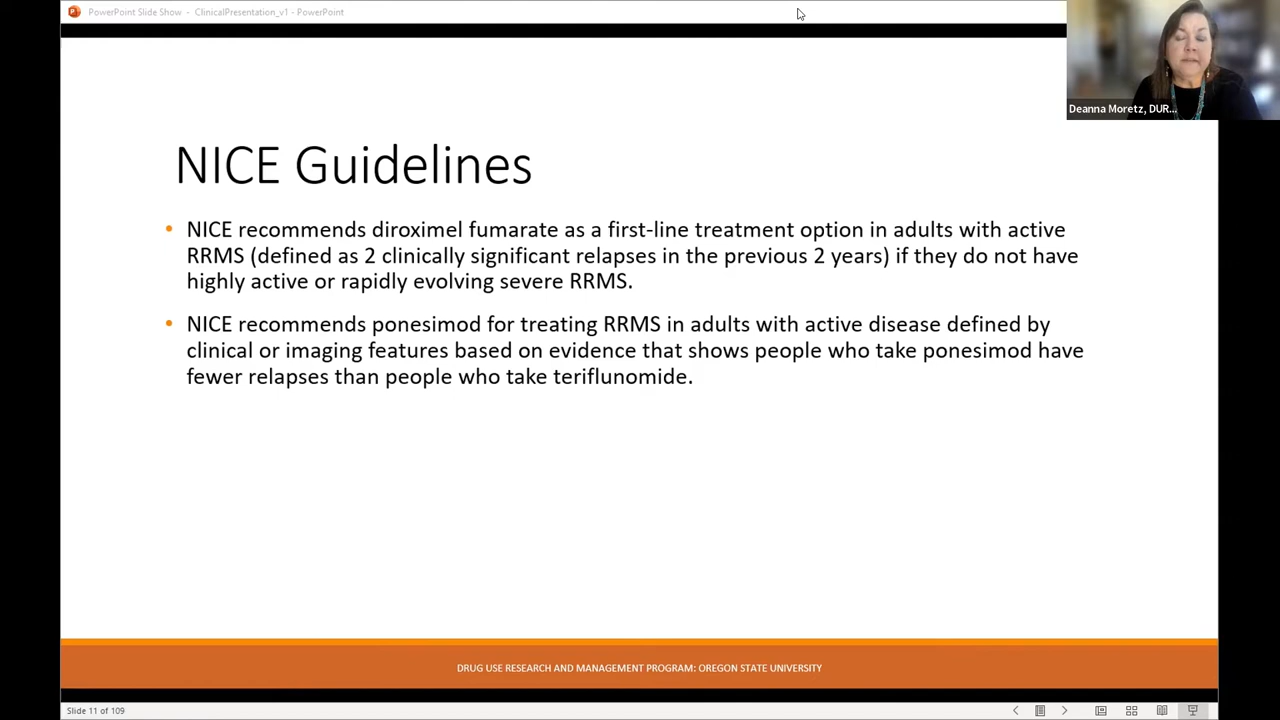 PowerPoint Slide Show - ClinicalPresentation_v1 - PowerPoint
Deanna Moretz, DUR...
NICE Guidelines
• NICE recommends diroximel fumarate as a first-line treatment option in adults with active
RRMS (defined as 2 clinically significant relapses in the previous 2 years) if they do not have
highly active or rapidly evolving severe RRMS.
• NICE recommends ponesimod for treating RRMS in adults with active disease defined by
clinical or imaging features based on evidence that shows people who take ponesimod have
fewer relapses than people who take teriflunomide.
DRUG USE RESEARCH AND MANAGEMENT PROGRAM: OREGON STATE UNIVERSITY
Slide 11 of 109